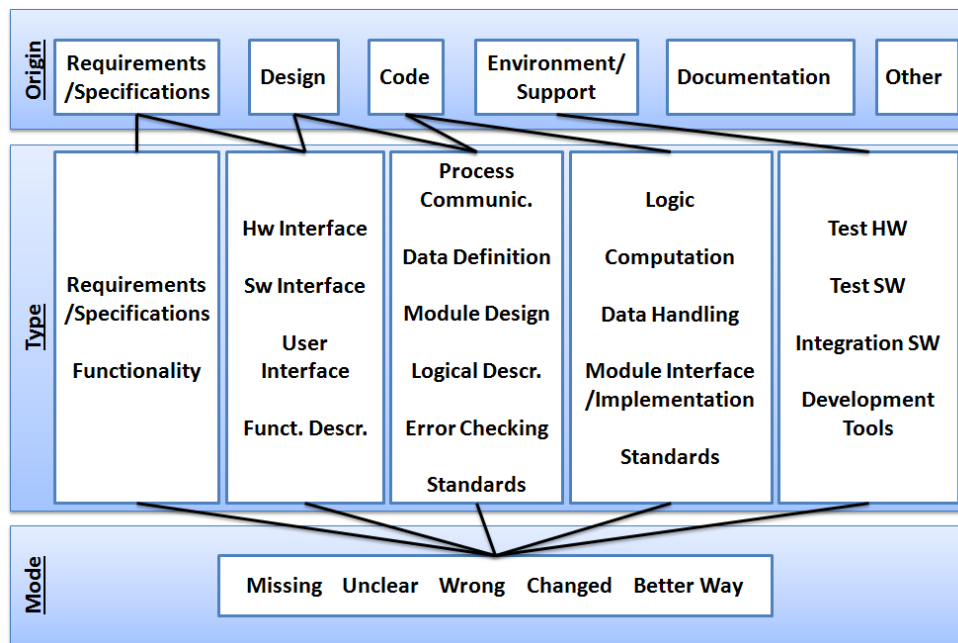 Origin
Requirements
/Specifications
Design
Code
Environment/
Support
Documentation
Other
Type
Requirements
/Specifications
Functionality
Hw Interface
Sw Interface
User
Interface
Funct. Descr.
Process
Communic.
Data Definition
Module Design
Logical Descr.
Error Checking
Standards
Logic
Computation
Data Handling
Module Interface
/Implementation
Standards
Test HW
Test SW
Integration SW
Development
Tools
Mode
Missing Unclear Wrong Changed Better Way